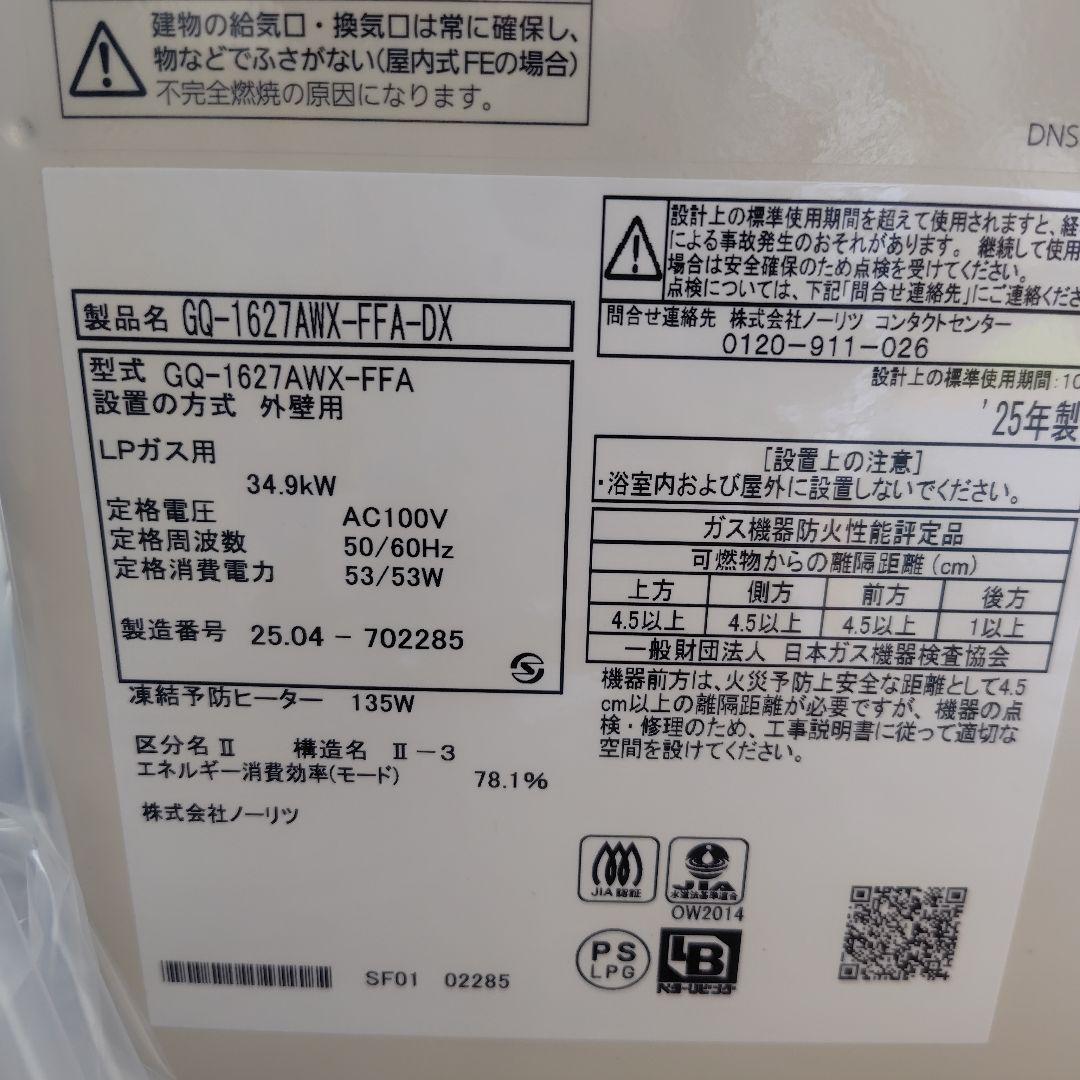 建物の給気口・換気口は常に確保し、
物などでふさがない(屋内式FEの場合)
不完全燃焼の原因になります。
DNS
設計上の標準使用期間を超えて使用されますと、経
による事故発生のおそれがあります。継続して使用
場合は安全確保のため点検を受けてください。
点検については、下記「問合せ連絡先」にご連絡くださ
問合せ連絡先 株式会社ノーリツ コンタクトセンター
0120-911-026
設計上の標準使用期間:10
'25年製
製品名 GQ-1627AWX-FFA-DX
型式 GQ-1627AWX-FFA
設置の方式 外壁用
LPガス用
34.9kW
定格電圧 AC100V
定格周波数 50/60Hz
定格消費電力 53/53W
製造番号 25.04-702285
凍結予防ヒーター 135W
区分名 Ⅱ 構造名 Ⅱ-3
エネルギー消費効率(モード) 78.1%
株式会社ノーリツ
SF01 02285
[設置上の注意]
・浴室内および屋外に設置しないでください。
ガス機器防火性能評定品
可燃物からの離隔距離(cm)
上方 側方 前方 後方
4.5以上 4.5以上 4.5以上 1以上
一般財団法人 日本ガス機器検査協会
機器前方は、火災予防上安全な距離として4.5
cm以上の離隔距離が必要ですが、機器の点
検・修理のため、工事説明書に従って適切な
空間を設けてください。
JIA認証
JIA
水道法基準適合
OW2014
PS
LPG
BL
ベターリビング